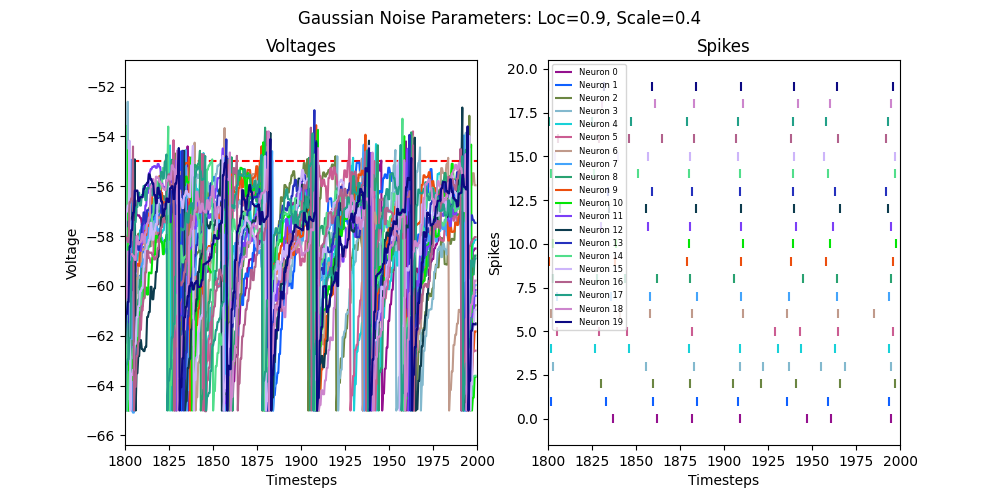 Gaussian Noise Parameters: Loc=0.9, Scale=0.4
Voltages
Voltage
−52
−54
−56
−58
−60
−62
−64
−66
1800
1825
1850
1875
1900
1925
1950
1975
2000
Timesteps
Spikes
Spikes
20.0
17.5
15.0
12.5
10.0
7.5
5.0
2.5
0.0
Neuron 0
Neuron 1
Neuron 2
Neuron 3
Neuron 4
Neuron 5
Neuron 6
Neuron 7
Neuron 8
Neuron 9
Neuron 10
Neuron 11
Neuron 12
Neuron 13
Neuron 14
Neuron 15
Neuron 16
Neuron 17
Neuron 18
Neuron 19
1800
1825
1850
1875
1900
1925
1950
1975
2000
Timesteps